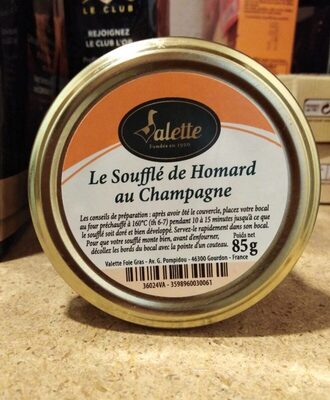 LE CLUB
REJOIGNEZ
LE CLUB L'OR
Valette
Fondée en 1920
Le Soufflé de Homard
au Champagne
Les conseils de préparation : après avoir ôté le couvercle, placez votre bocal
au four préchauffé à 160°C (th 6-7) pendant 10 à 15 minutes jusqu'à ce que
le soufflé soit doré et bien développé. Servez-le rapidement dans son bocal.
Pour que votre soufflé monte bien, avant d'enfourner,
décollez les bords du bocal avec la pointe d'un couteau.
Poids net
85g
Valette Foie Gras - Av. G. Pompidou - 46300 Gourdon - France
36024VA - 3598960030061